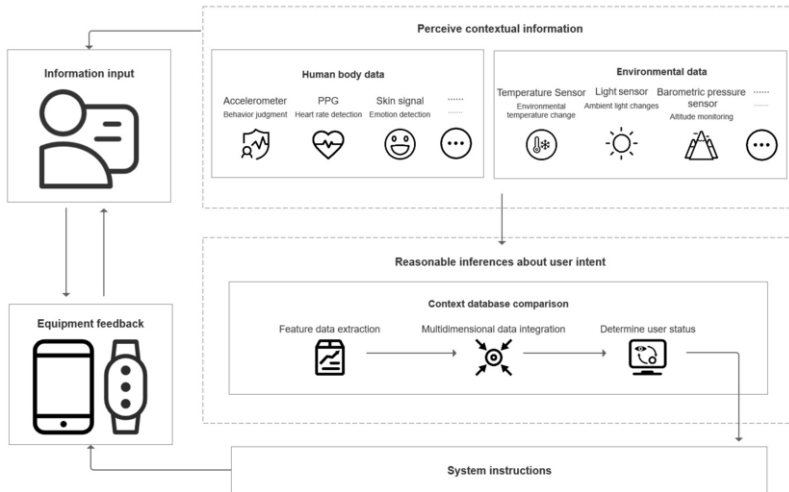 Perceive contextual information
Information input
Human body data
Accelerometer
Behavior judgment
PPG
Heart rate detection
Skin signal
Emotion detection
......
......
Environmental data
Temperature Sensor
Environmental
temperature change
Light sensor
Ambient light changes
Barometric pressure
sensor
Altitude monitoring
......
......
Reasonable inferences about user intent
Context database comparison
Feature data extraction
Multidimensional data integration
Determine user status
Equipment feedback
System instructions